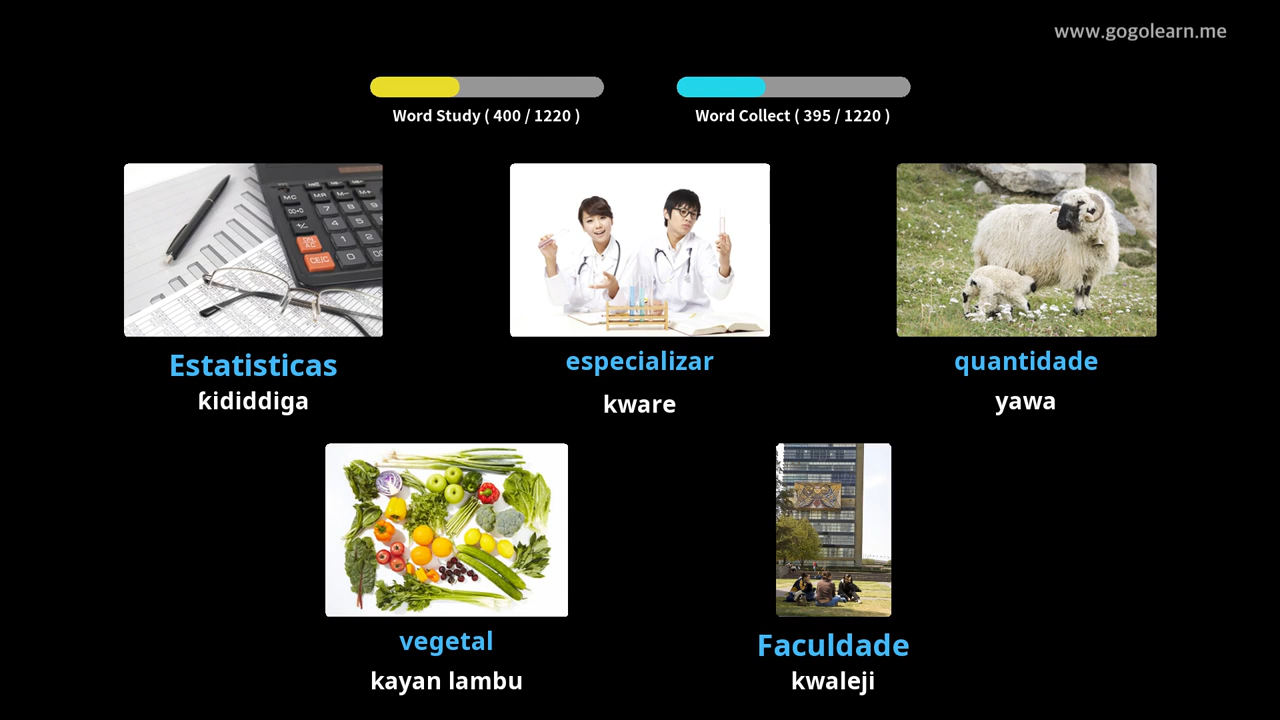 www.gogolearn.me
Word Study ( 400 / 1220 )
Word Collect ( 395 / 1220 )
Estatisticas
ƙididdiga
especializar
kware
quantidade
yawa
vegetal
kayan lambu
Faculdade
kwaleji